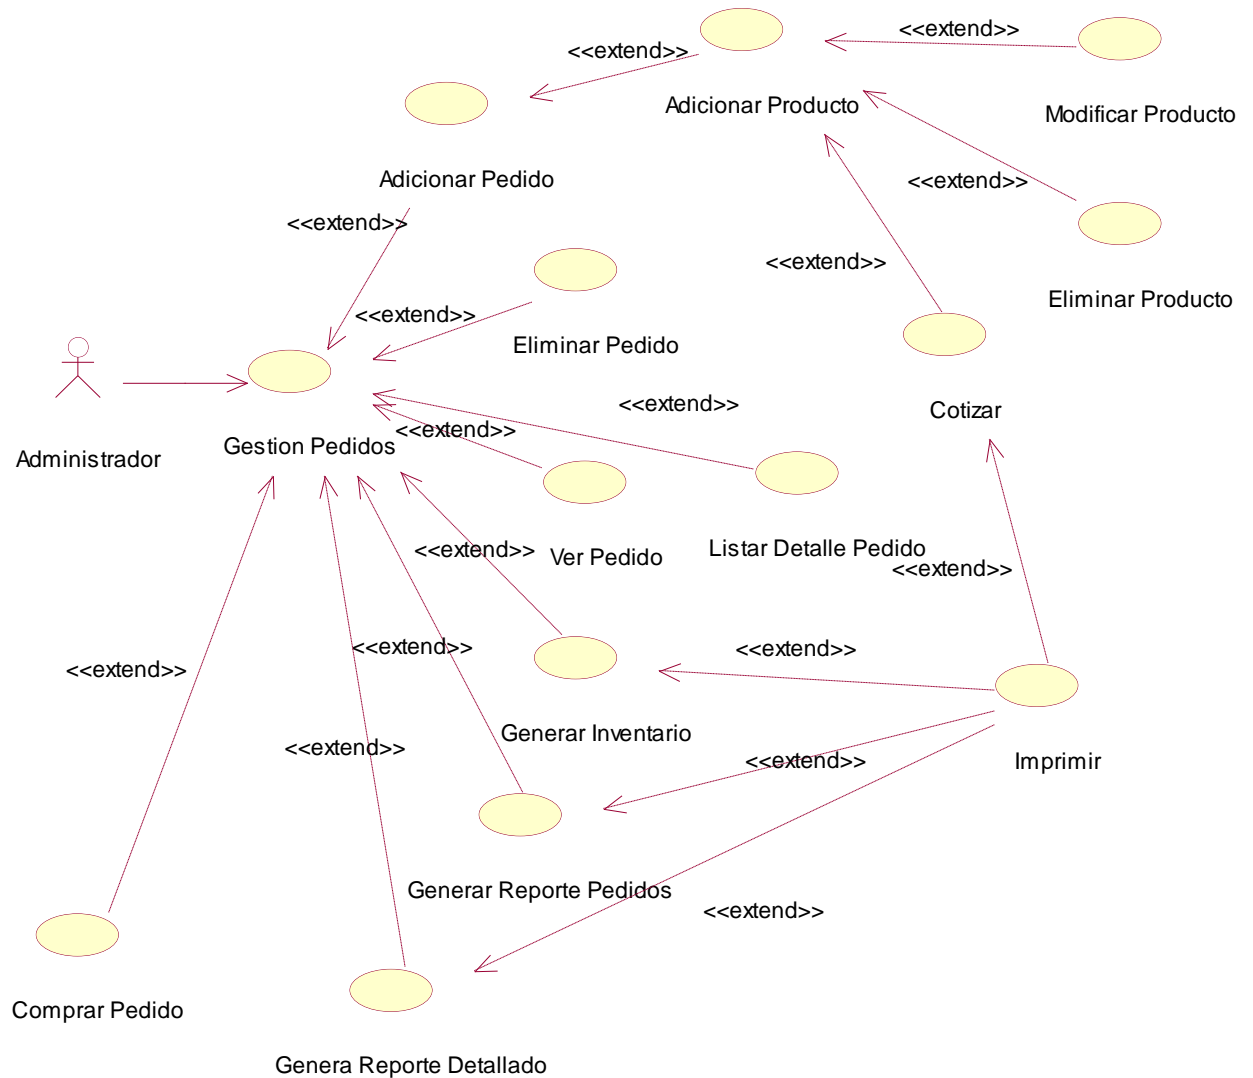 <<extend>>
<<extend>>
Adicionar Producto
Modificar Producto
Adicionar Pedido
<<extend>>
<<extend>>
<<extend>>
<<extend>>
Eliminar Producto
<<extend>>
Eliminar Pedido
<<extend>>
Cotizar
<<extend>>
Gestion Pedidos
Administrador
Ver Pedido
Listar Detalle Pedido
<<extend>>
<<extend>>
<<extend>>
<<extend>>
<<extend>>
Generar Inventario
<<extend>>
<<extend>>
Imprimir
Generar Reporte Pedidos
<<extend>>
Comprar Pedido
Genera Reporte Detallado